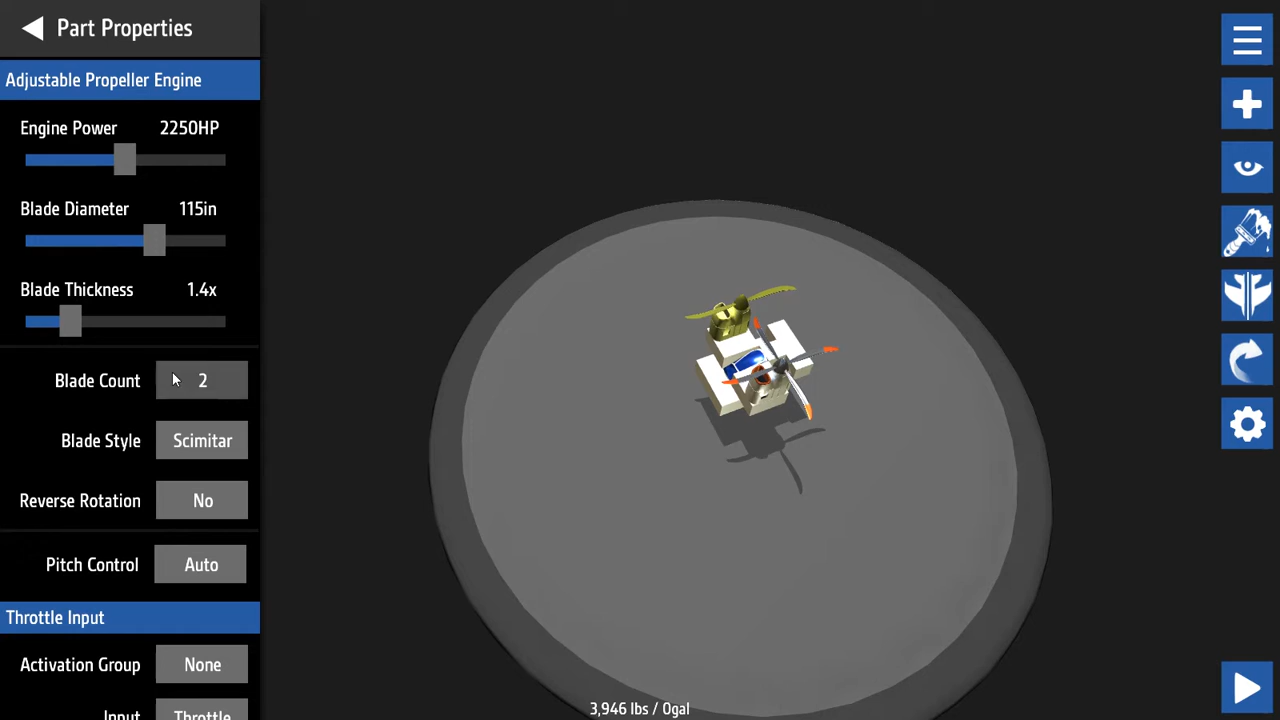 Part Properties
Adjustable Propeller Engine
Engine Power 2250HP
Blade Diameter 115in
Blade Thickness 1.4x
Blade Count 2
Blade Style Scimitar
Reverse Rotation No
Pitch Control Auto
Throttle Input
Activation Group None
Input Throttle
3,946 lbs / 0gal